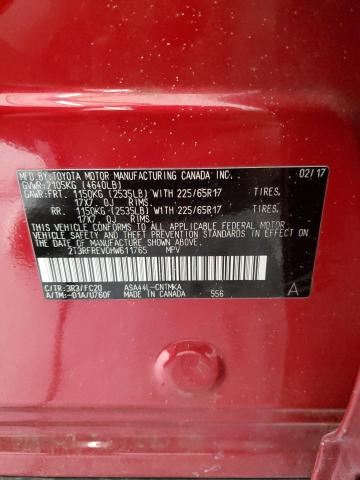 MFD.BY:TOYOTA MOTOR MANUFACTURING CANADA INC. 02/17
GVWR:2105KG (4640LB)
GAWR:FRT. 1150KG (2535LB) WITH 225/65R17 TIRES.
17X7.0J RIMS.
RR. 1150KG (2535LB) WITH 225/65R17 TIRES.
17X7.0J RIMS.
THIS VEHICLE CONFORMS TO ALL APPLICABLE FEDERAL MOTOR
VEHICLE SAFETY AND THEFT PREVENTION STANDARDS IN
EFFECT ON THE DATE OF MANUFACTURE SHOWN ABOVE.
2T3RFREV0HW611765 MPV
C/TR:3R3/FC20 ASA44L-CNTMKA A
A/TM:-01A/U760F MADE IN CANADA 556